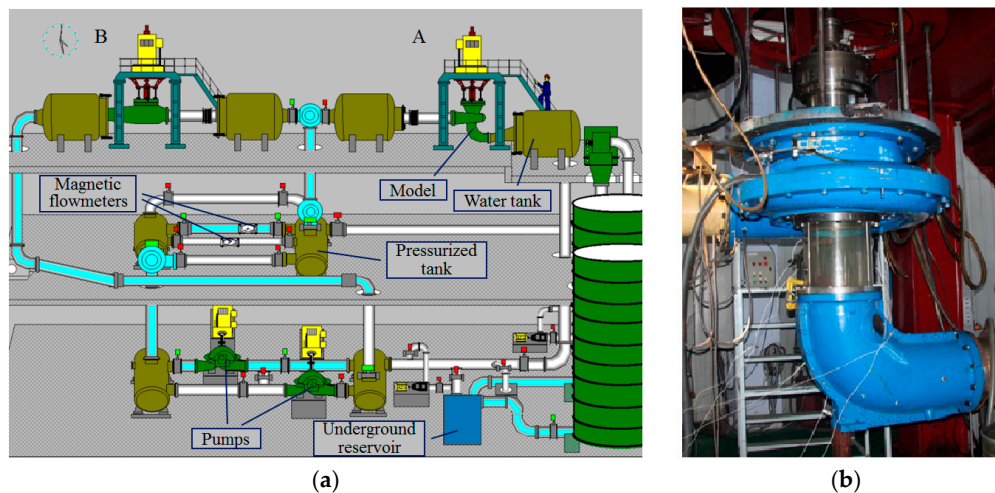 B
A
Model
Water tank
Magnetic
flowmeters
Pressurized
tank
Pumps
Underground
reservoir
(a)
(b)